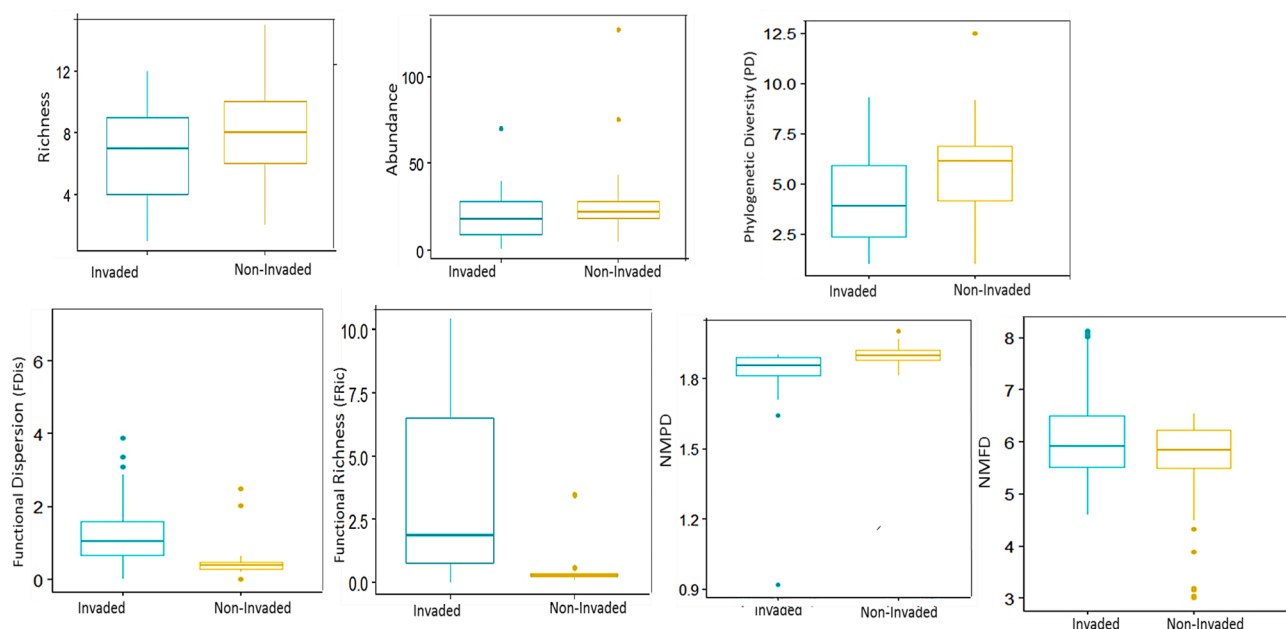 Richness
12
8
4
Invaded
Non-Invaded
Abundance
100
50
0
Invaded
Non-Invaded
Phylogenetic Diversity (PD)
12.5
10.0
7.5
5.0
2.5
Invaded
Non-Invaded
Functional Dispersion (FDis)
6
4
2
0
Invaded
Non-Invaded
Functional Richness (FRic)
10.0
7.5
5.0
2.5
0.0
Invaded
Non-Invaded
NMPD
1.8
1.5
1.2
0.9
Invaded
Non-Invaded
NMFD
8
7
6
5
4
3
Invaded
Non-Invaded